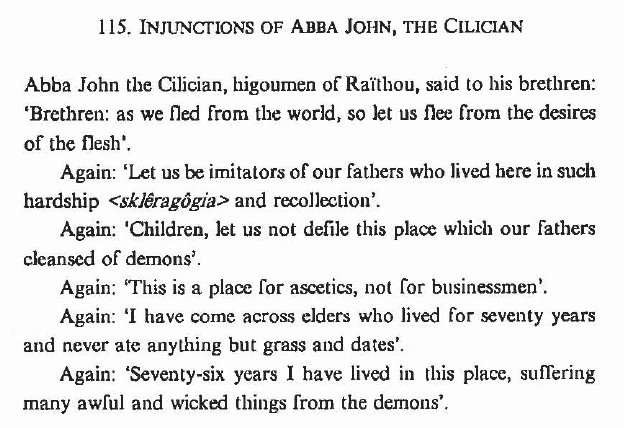 115. INJUNCTIONS OF ABBA JOHN, THE CILICIAN
Abba John the Cilician, higoumen of Raïthou, said to his brethren:
‘Brethren: as we fled from the world, so let us flee from the desires
of the flesh’.
Again: ‘Let us be imitators of our fathers who lived here in such
hardship <sklêragôgia> and recollection’.
Again: ‘Children, let us not defile this place which our fathers
cleansed of demons’.
Again: ‘This is a place for ascetics, not for businessmen’.
Again: ‘I have come across elders who lived for seventy years
and never ate anything but grass and dates’.
Again: ‘Seventy-six years I have lived in this place, suffering
many awful and wicked things from the demons’.